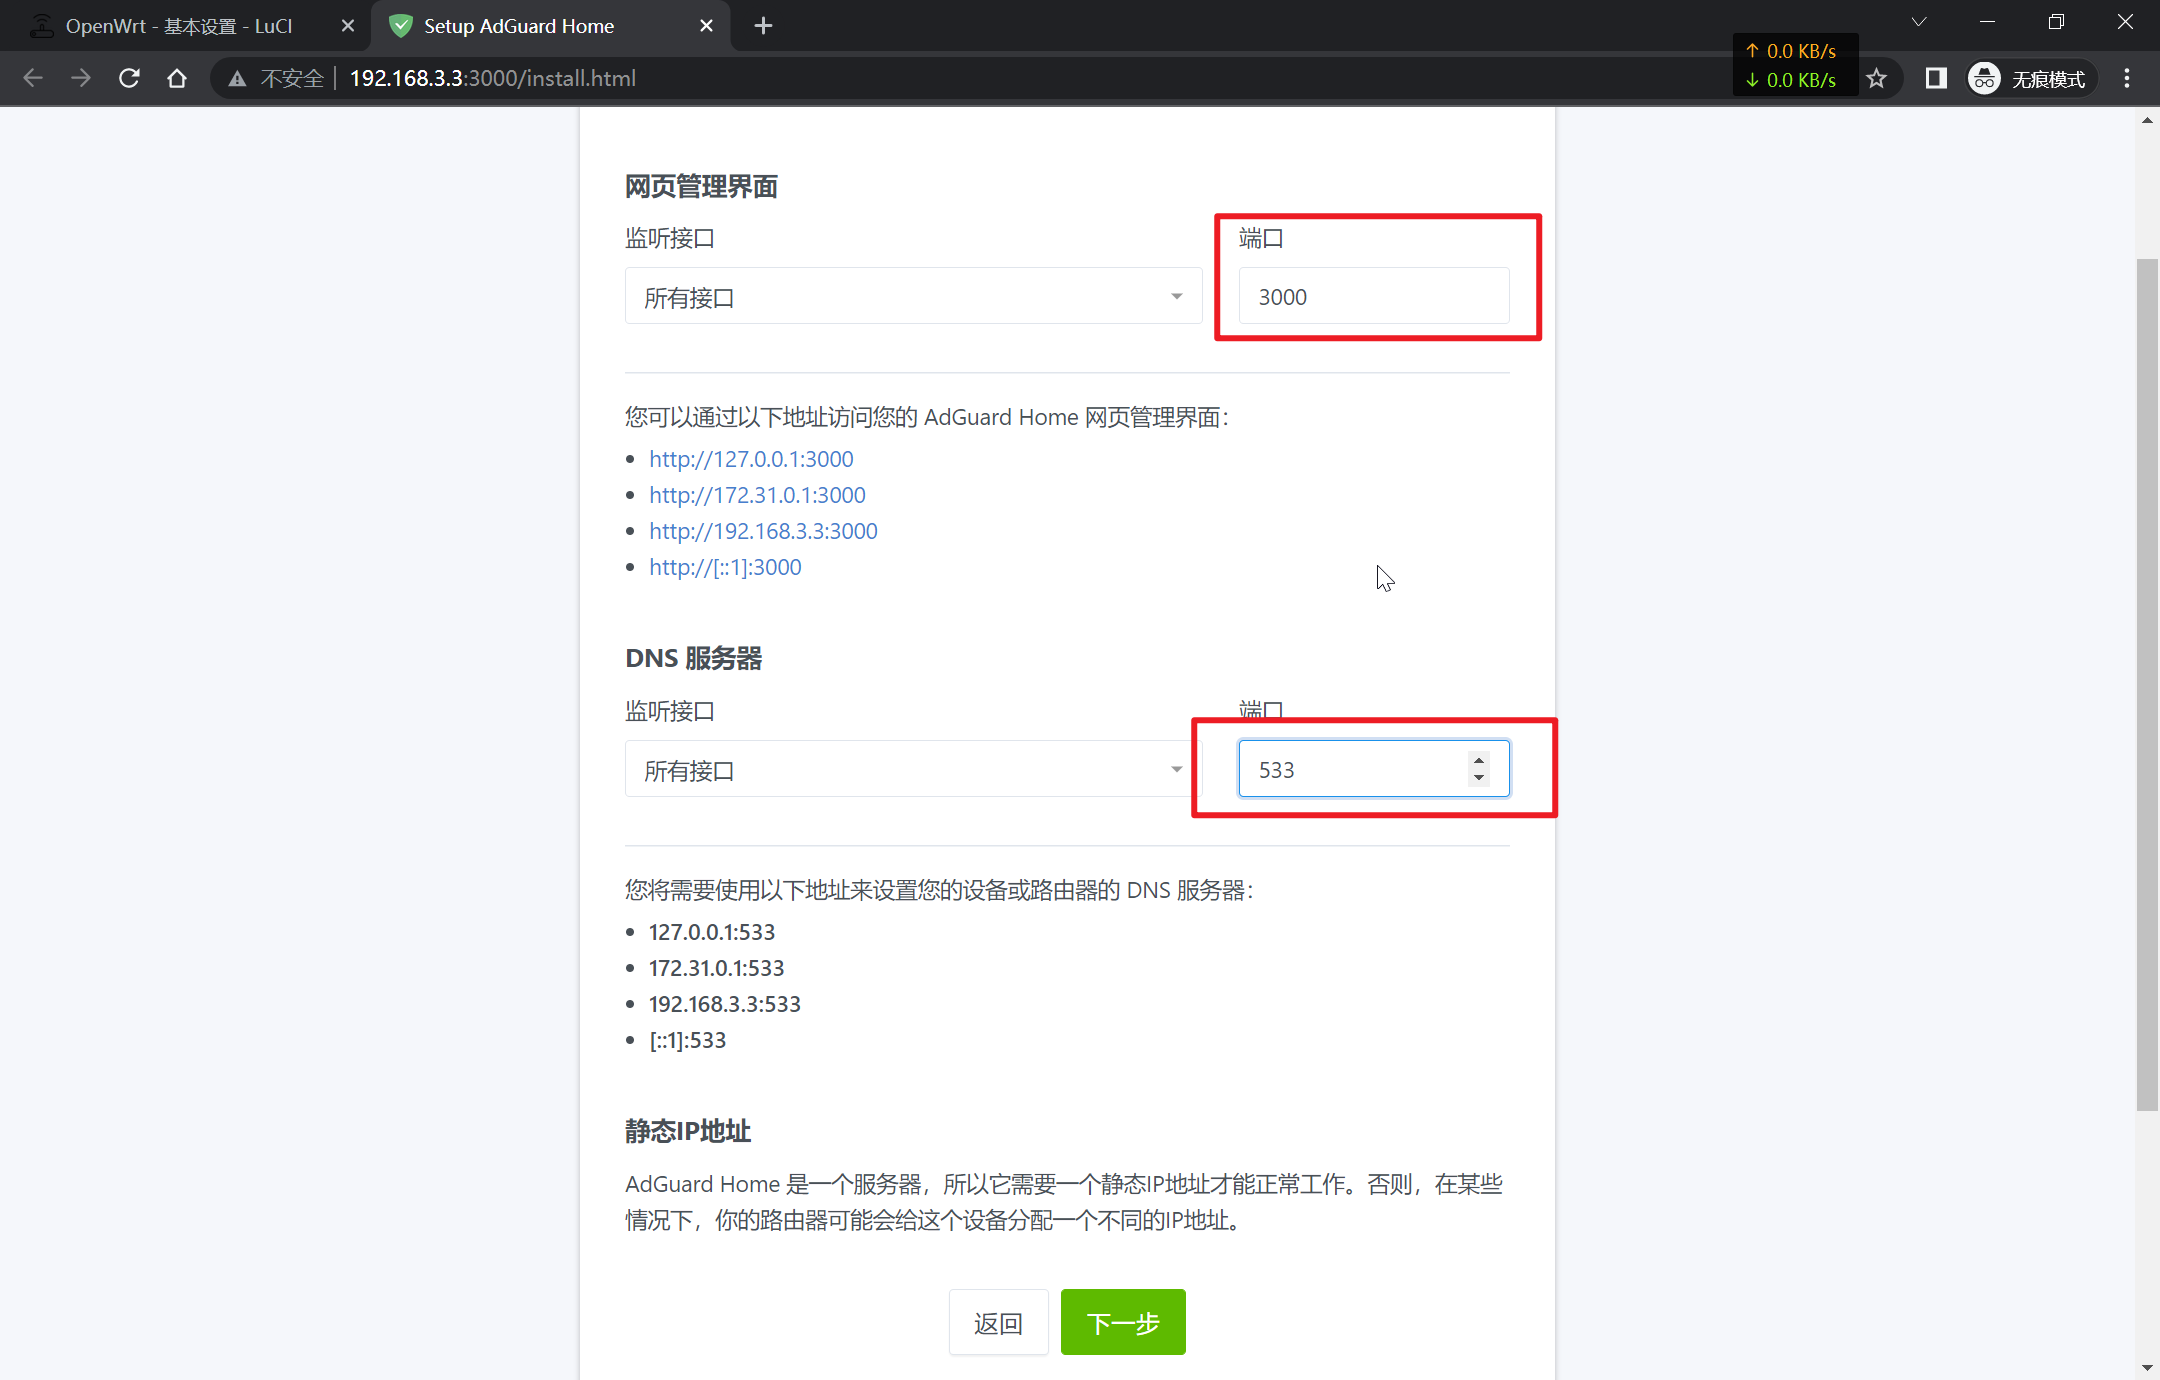 OpenWrt - 基本设置 - LuCI
Setup AdGuard Home
↑ 0.0 KB/s
↓ 0.0 KB/s
不安全 | 192.168.3.3:3000/install.html
无痕模式
网页管理界面
监听接口
端口
所有接口
3000
您可以通过以下地址访问您的 AdGuard Home 网页管理界面：
http://127.0.0.1:3000
http://172.31.0.1:3000
http://192.168.3.3:3000
http://[::1]:3000
DNS 服务器
监听接口
端口
所有接口
533
您将需要使用以下地址来设置您的设备或路由器的 DNS 服务器：
127.0.0.1:533
172.31.0.1:533
192.168.3.3:533
[::1]:533
静态IP地址
AdGuard Home 是一个服务器，所以它需要一个静态IP地址才能正常工作。否则，在某些
情况下，你的路由器可能会给这个设备分配一个不同的IP地址。
返回
下一步